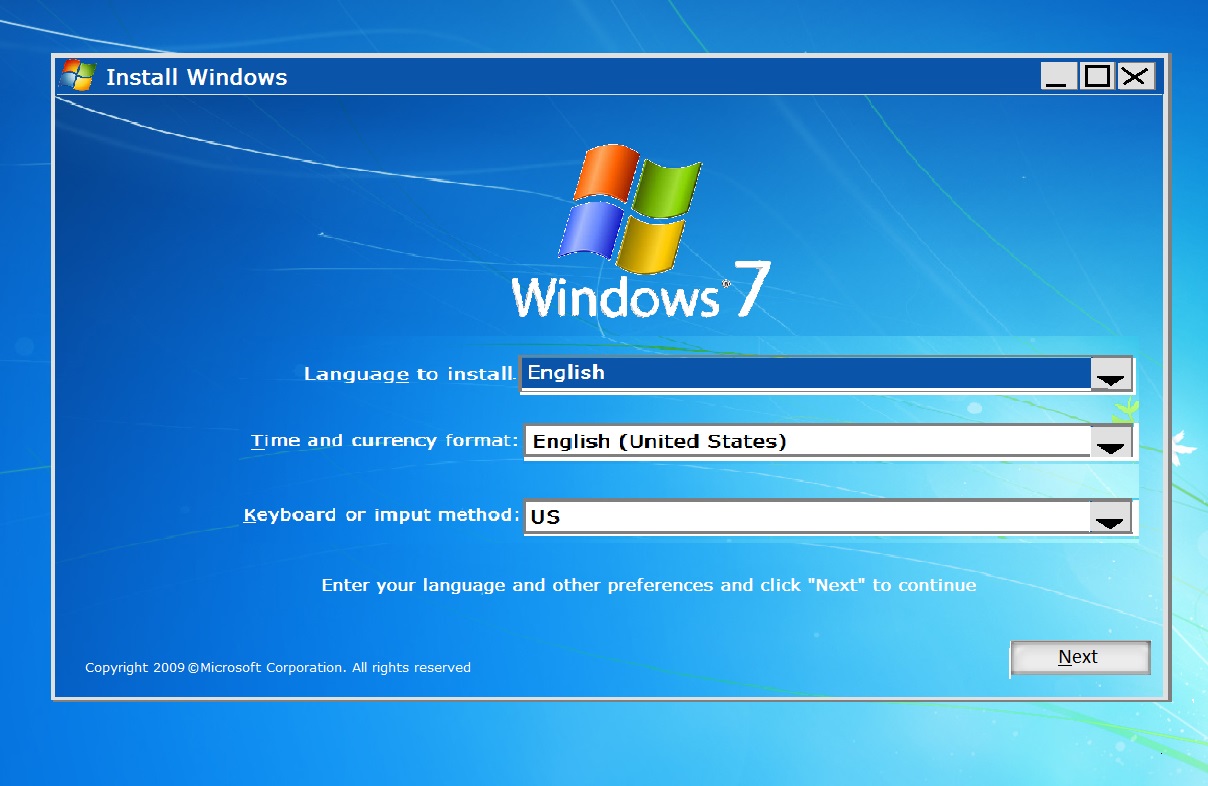 Install Windows
Windows® 7
Language to install. English
Time and currency format: English (United States)
Keyboard or imput method: US
Enter your language and other preferences and click "Next" to continue
Copyright 2009 ©Microsoft Corporation. All rights reserved
Next